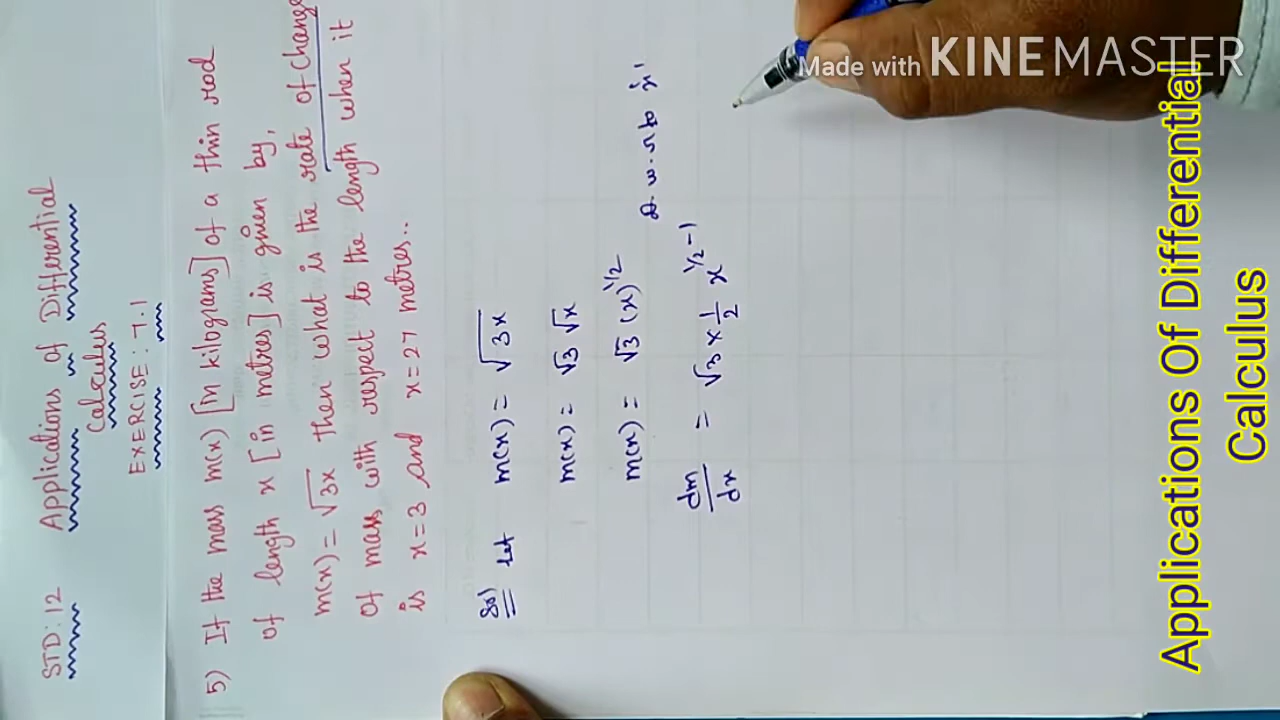 STD: 12 Applications of Differential
Calculus
EXERCISE: 7.1
5) If the mass m(x) [in kilograms] of a thin rod
of length x [in metres] is given by,
m(x) = √3x then what is the rate of change
of mass with respect to the length when it
is x = 3 and x = 27 metres..
Sol let m(x) = √3x
m(x) = √3 √x
m(x) = √3 (x)^1/2
D. w. r to 'x'
dm/dx = √3 × 1/2 x^1/2 - 1
Made with KINEMASTER
Applications Of Differential
Calculus